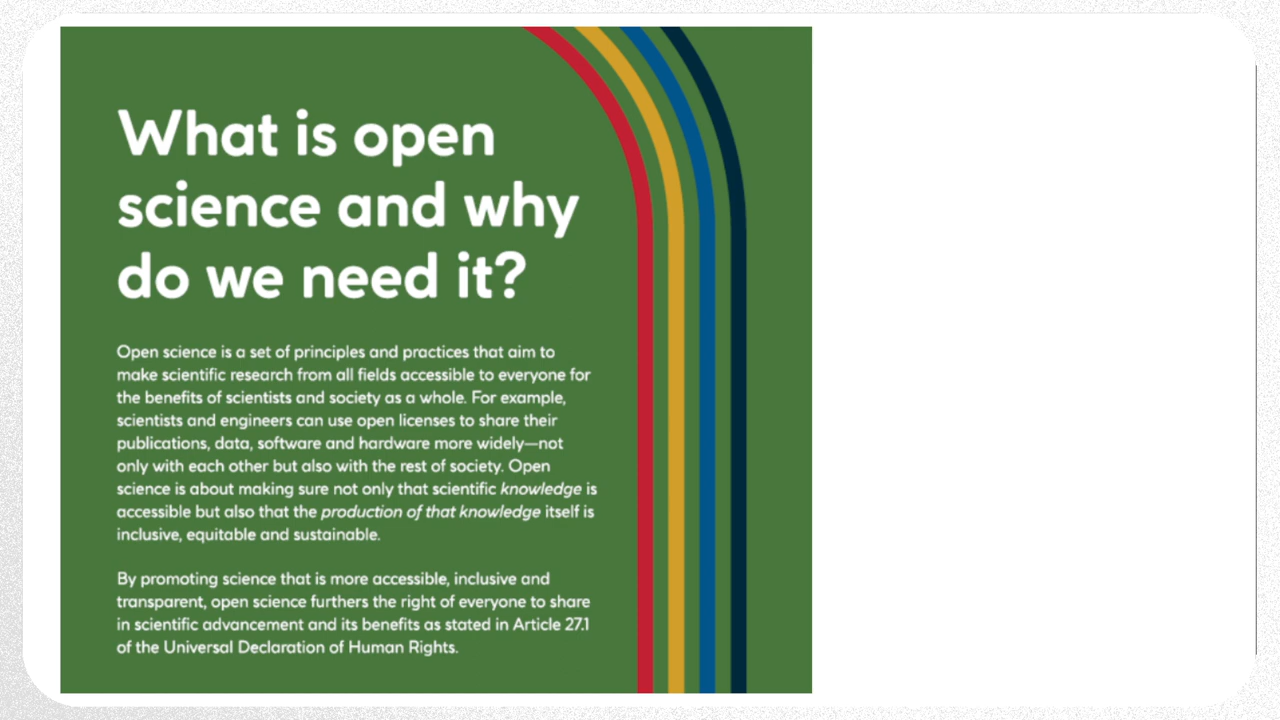 What is open
science and why
do we need it?
Open science is a set of principles and practices that aim to
make scientific research from all fields accessible to everyone for
the benefits of scientists and society as a whole. For example,
scientists and engineers can use open licenses to share their
publications, data, software and hardware more widely—not
only with each other but also with the rest of society. Open
science is about making sure not only that scientific knowledge is
accessible but also that the production of that knowledge itself is
inclusive, equitable and sustainable.
By promoting science that is more accessible, inclusive and
transparent, open science furthers the right of everyone to share
in scientific advancement and its benefits as stated in Article 27.1
of the Universal Declaration of Human Rights.